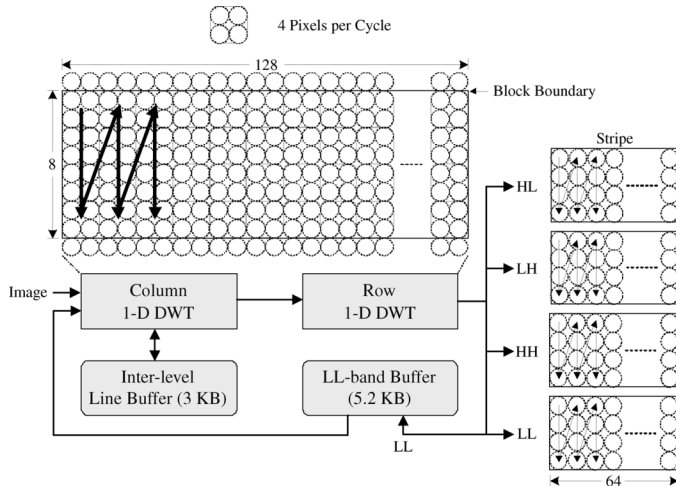 4 Pixels per Cycle
128
Block Boundary
8
Stripe
HL
LH
HH
LL
64
Image
Column
1-D DWT
Row
1-D DWT
Inter-level
Line Buffer (3 KB)
LL-band Buffer
(5.2 KB)
LL